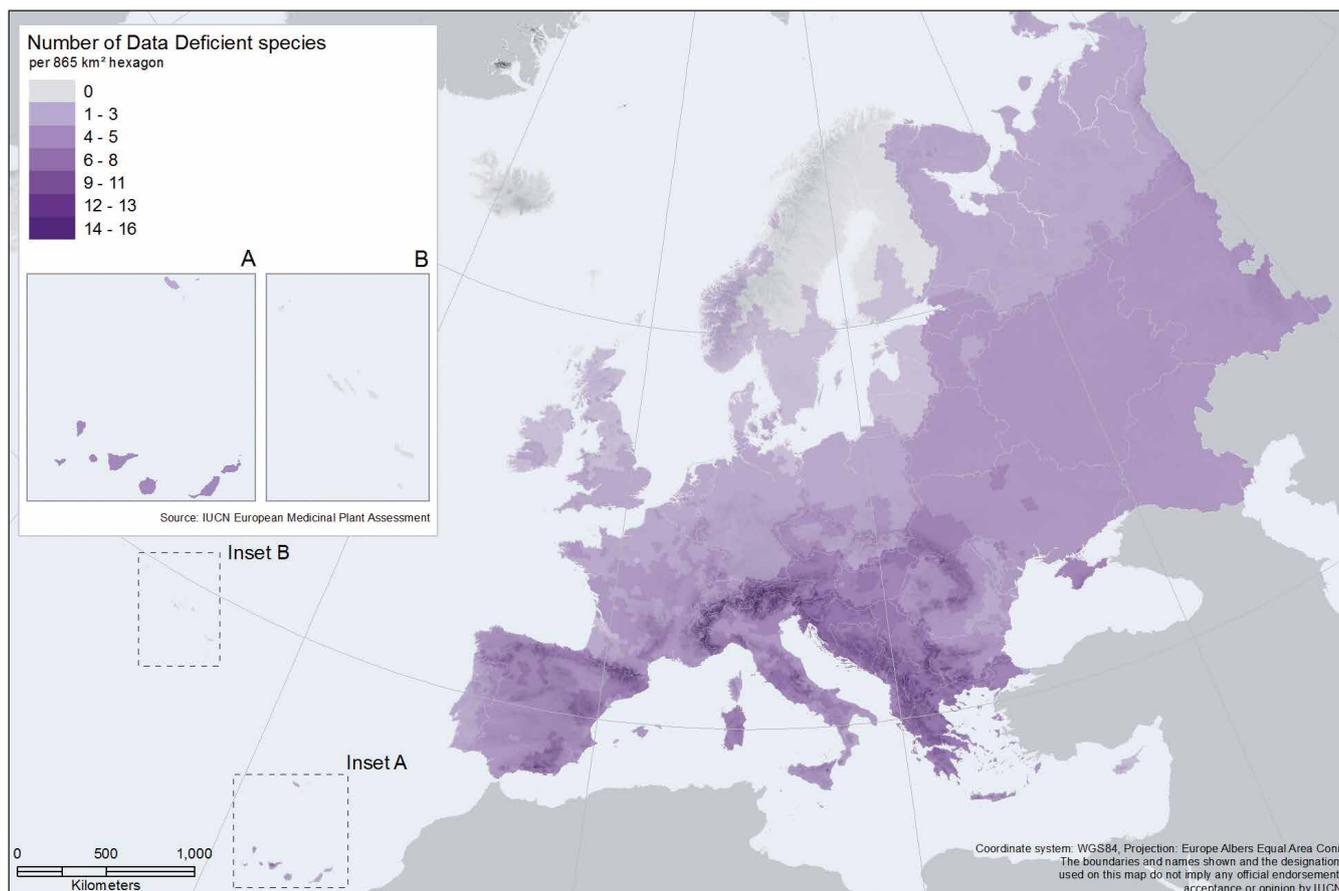 Number of Data Deficient species
per 865 km² hexagon
0
1 - 3
4 - 5
6 - 8
9 - 11
12 - 13
14 - 16
A
B
Source: IUCN European Medicinal Plant Assessment
Inset B
Inset A
0 500 1,000
Kilometers
Coordinate system: WGS84, Projection: Europe Albers Equal Area Coni
The boundaries and names shown and the designation
used on this map do not imply any official endorsement
acceptance or opinion by IUCN